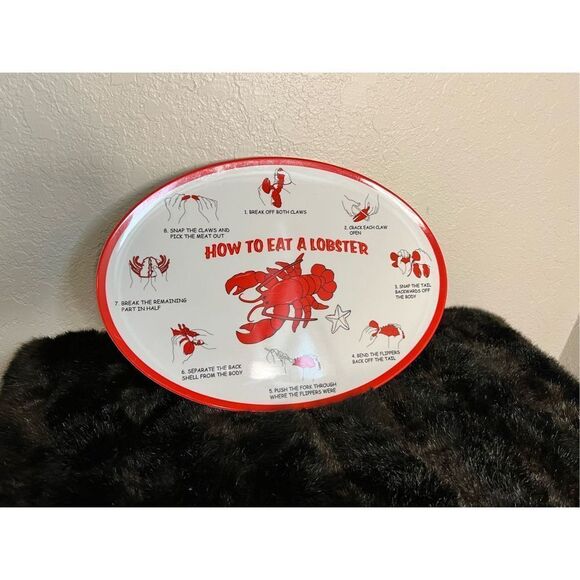 HOW TO EAT A LOBSTER
1. BREAK OFF BOTH CLAWS
2. CRACK EACH CLAW
OPEN
3. SNAP THE TAIL
BACKWARDS OFF
THE BODY
4. BEND THE FLIPPERS
BACK OFF THE TAIL
5. PUSH THE FORK THROUGH
WHERE THE FLIPPERS WERE
6. SEPARATE THE BACK
SHELL FROM THE BODY
7. BREAK THE REMAINING
PART IN HALF
8. SNAP THE CLAWS AND
PICK THE MEAT OUT